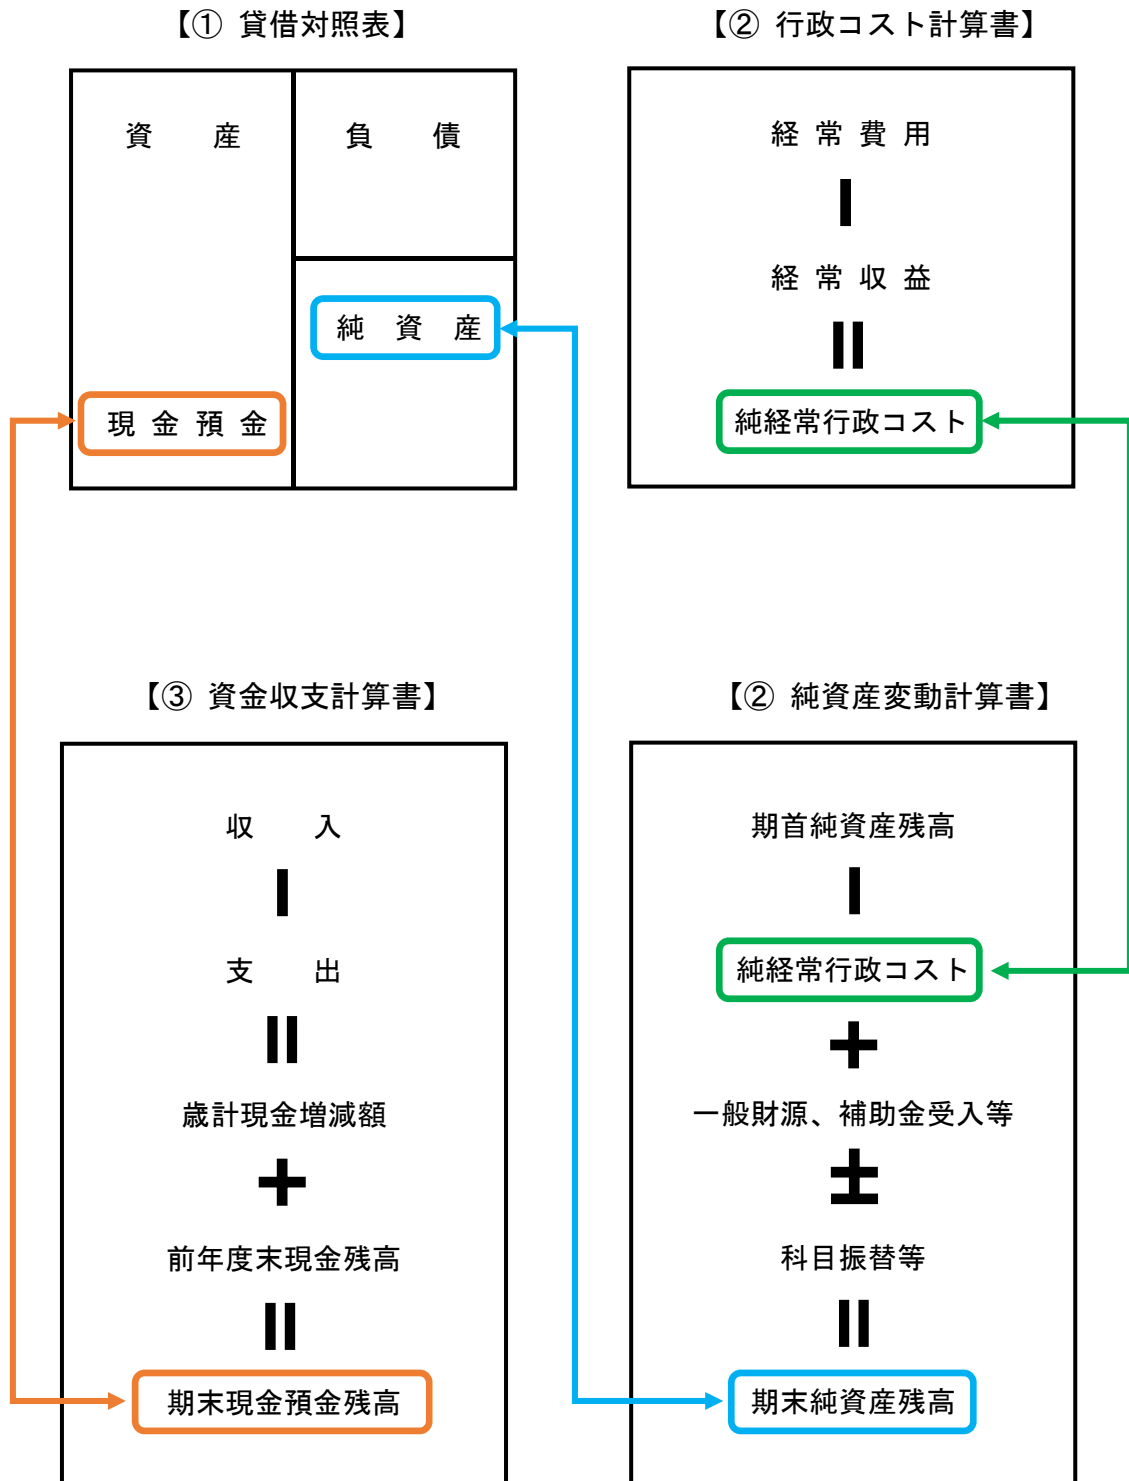 【① 貸借対照表】
資　産
負　債
純　資　産
現 金 預 金
【② 行政コスト計算書】
経 常 費 用
－
経 常 収 益
＝
純経常行政コスト
【③ 資金収支計算書】
収　入
－
支　出
＝
歳計現金増減額
＋
前年度末現金残高
＝
期末現金預金残高
【② 純資産変動計算書】
期首純資産残高
－
純経常行政コスト
＋
一般財源、補助金受入等
±
科目振替等
＝
期末純資産残高